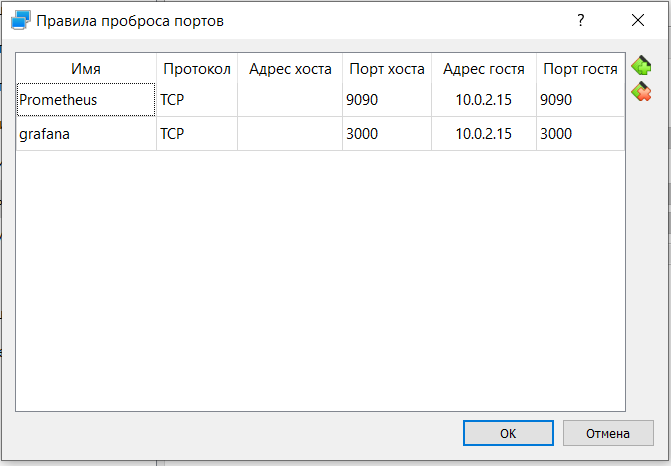 Правила проброса портов ?
Имя Протокол Адрес хоста Порт хоста Адрес гостя Порт гостя
Prometheus TCP 9090 10.0.2.15 9090
grafana TCP 3000 10.0.2.15 3000
OK Отмена